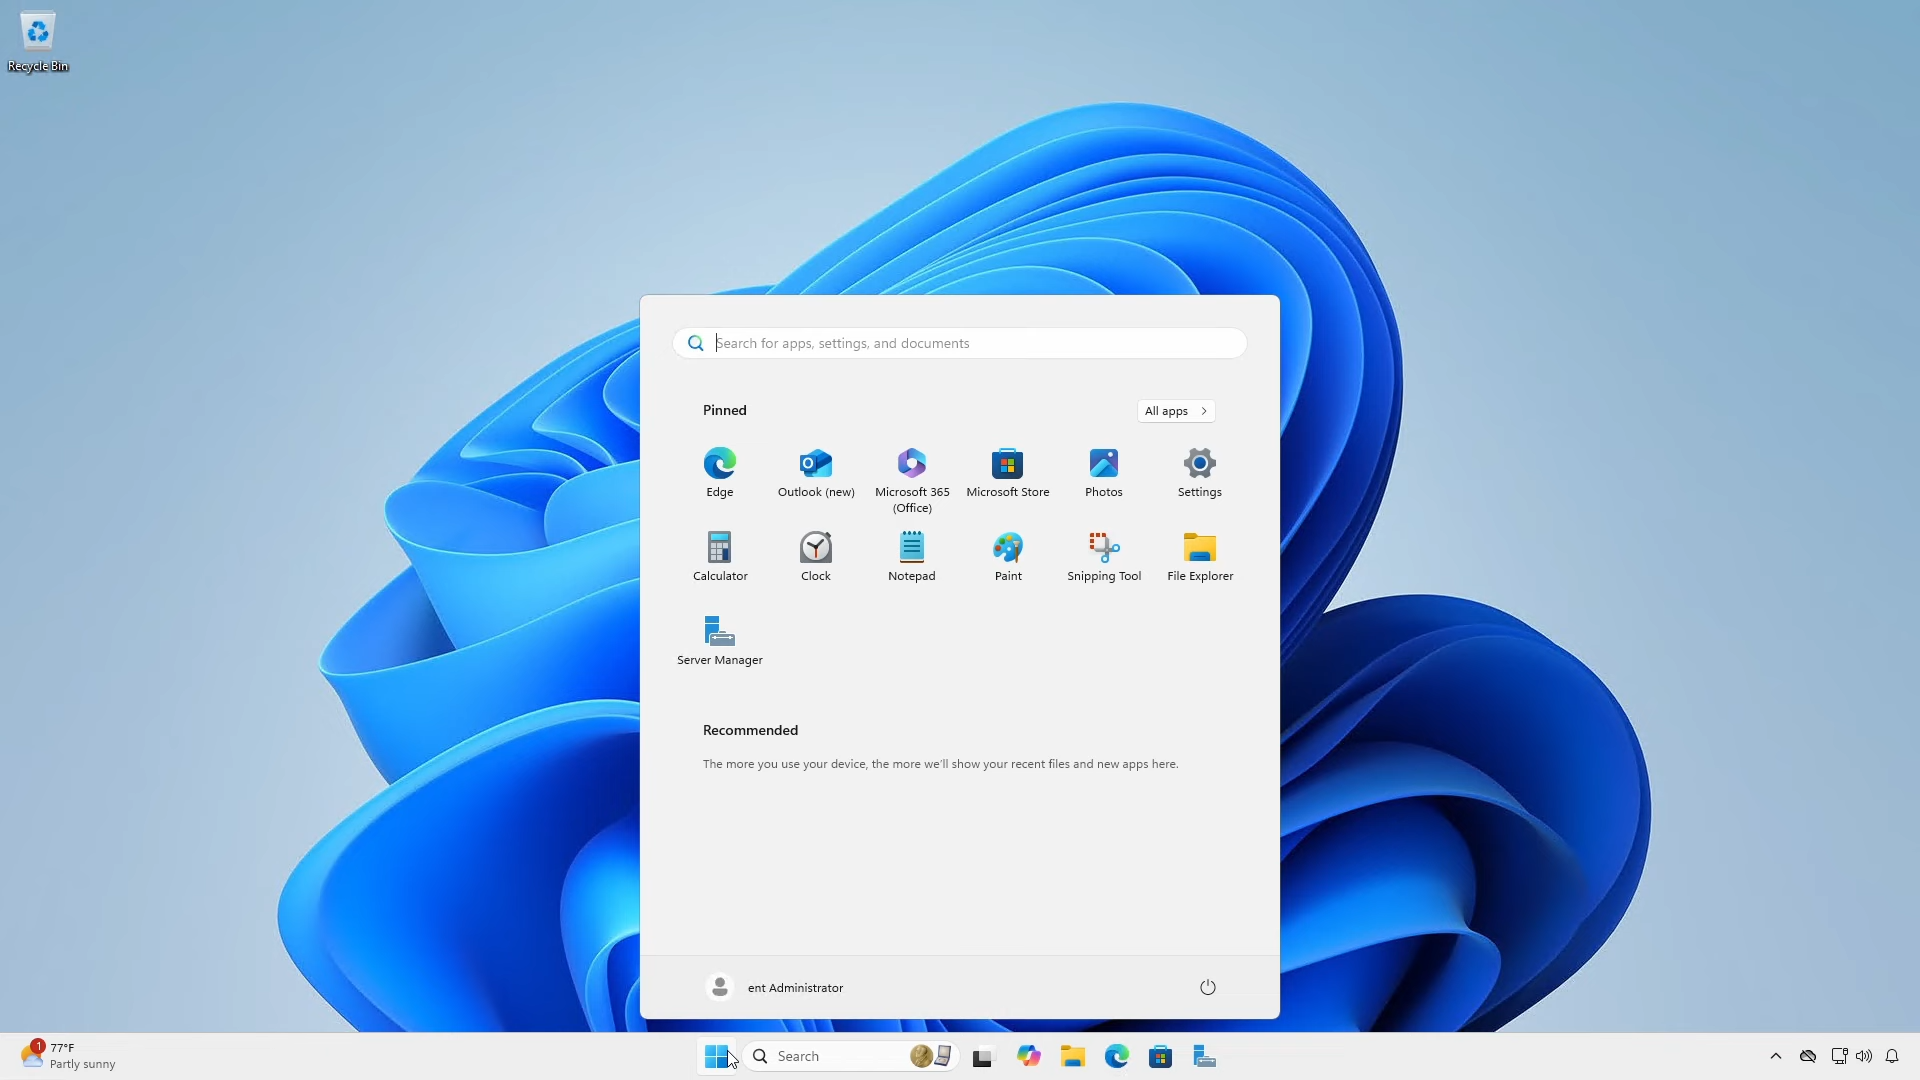 Recycle Bin
Search for apps, settings, and documents
Pinned
All apps
Edge
Outlook (new)
Microsoft 365
(Office)
Microsoft Store
Photos
Settings
Calculator
Clock
Notepad
Paint
Snipping Tool
File Explorer
Server Manager
Recommended
The more you use your device, the more we'll show your recent files and new apps here.
ent Administrator
1
77°F
Partly sunny
Search